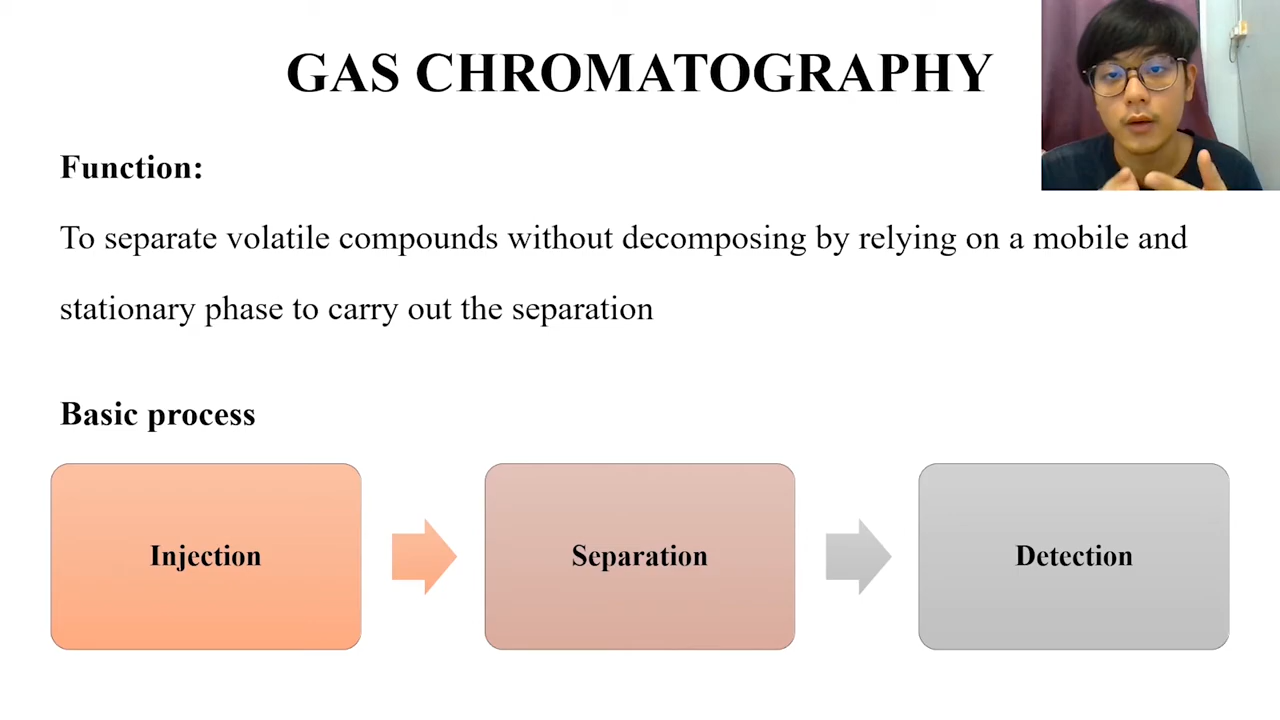 GAS CHROMATOGRAPHY
Function:
To separate volatile compounds without decomposing by relying on a mobile and
stationary phase to carry out the separation
Basic process
Injection
Separation
Detection